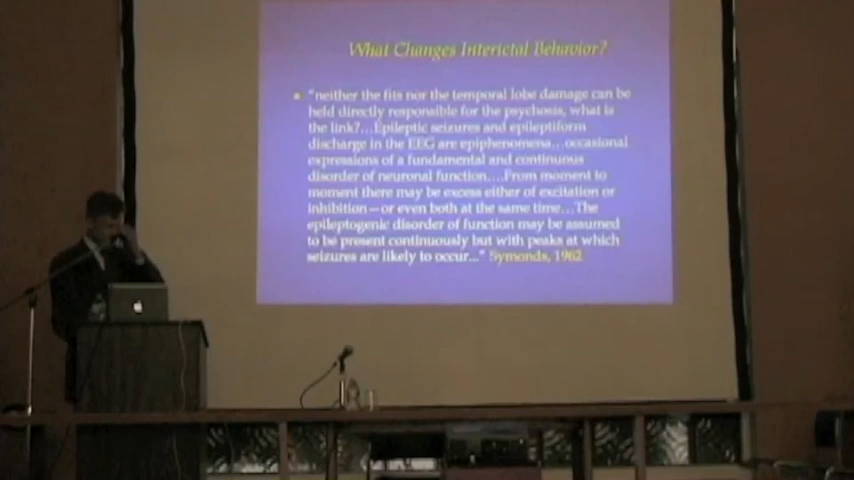 What Changes Interictal Behavior?
"neither the fits nor the temporal lobe damage can be
held directly responsible for the psychosis, what is
the link?...Epileptic seizures and epileptiform
discharge in the EEG are epiphenomena...occasional
expressions of a fundamental and continuous
disorder of neuronal function....From moment to
moment there may be excess either of excitation or
inhibition—or even both at the same time...The
epileptogenic disorder of function may be assumed
to be present continuously but with peaks at which
seizures are likely to occur..." Symonds, 1962